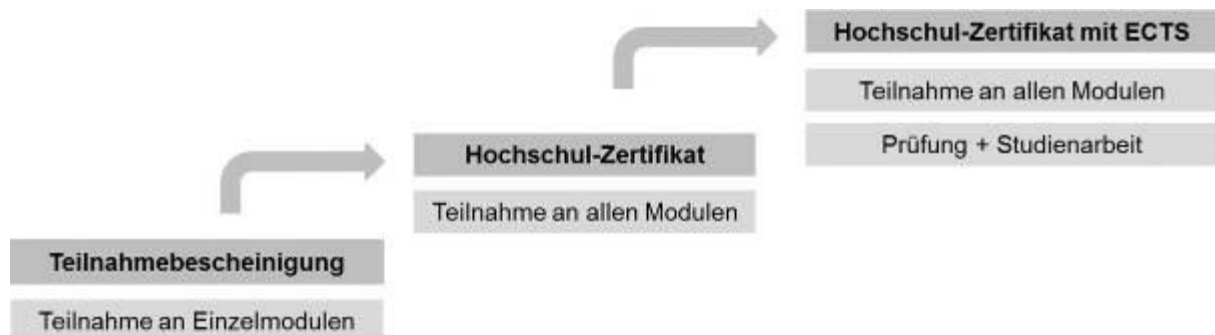 Hochschul-Zertifikat mit ECTS
Teilnahme an allen Modulen
Prüfung + Studienarbeit
Hochschul-Zertifikat
Teilnahme an allen Modulen
Teilnahmebescheinigung
Teilnahme an Einzelmodulen